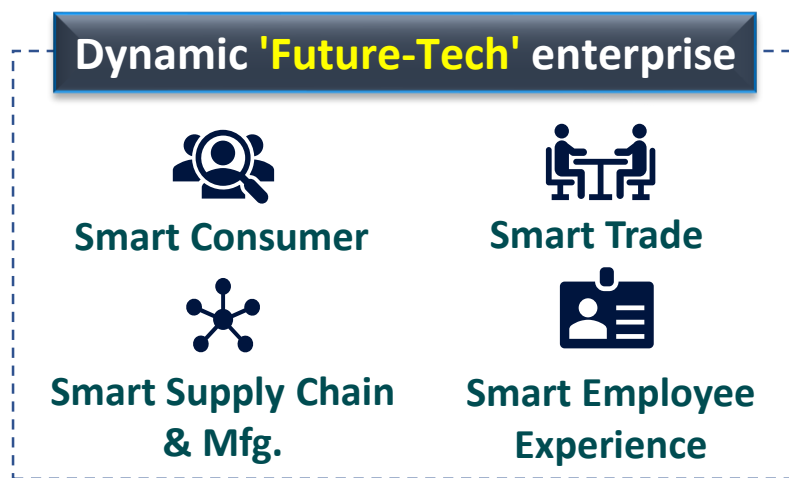 Dynamic 'Future-Tech' enterprise
Smart Consumer
Smart Trade
Smart Supply Chain
& Mfg.
Smart Employee
Experience